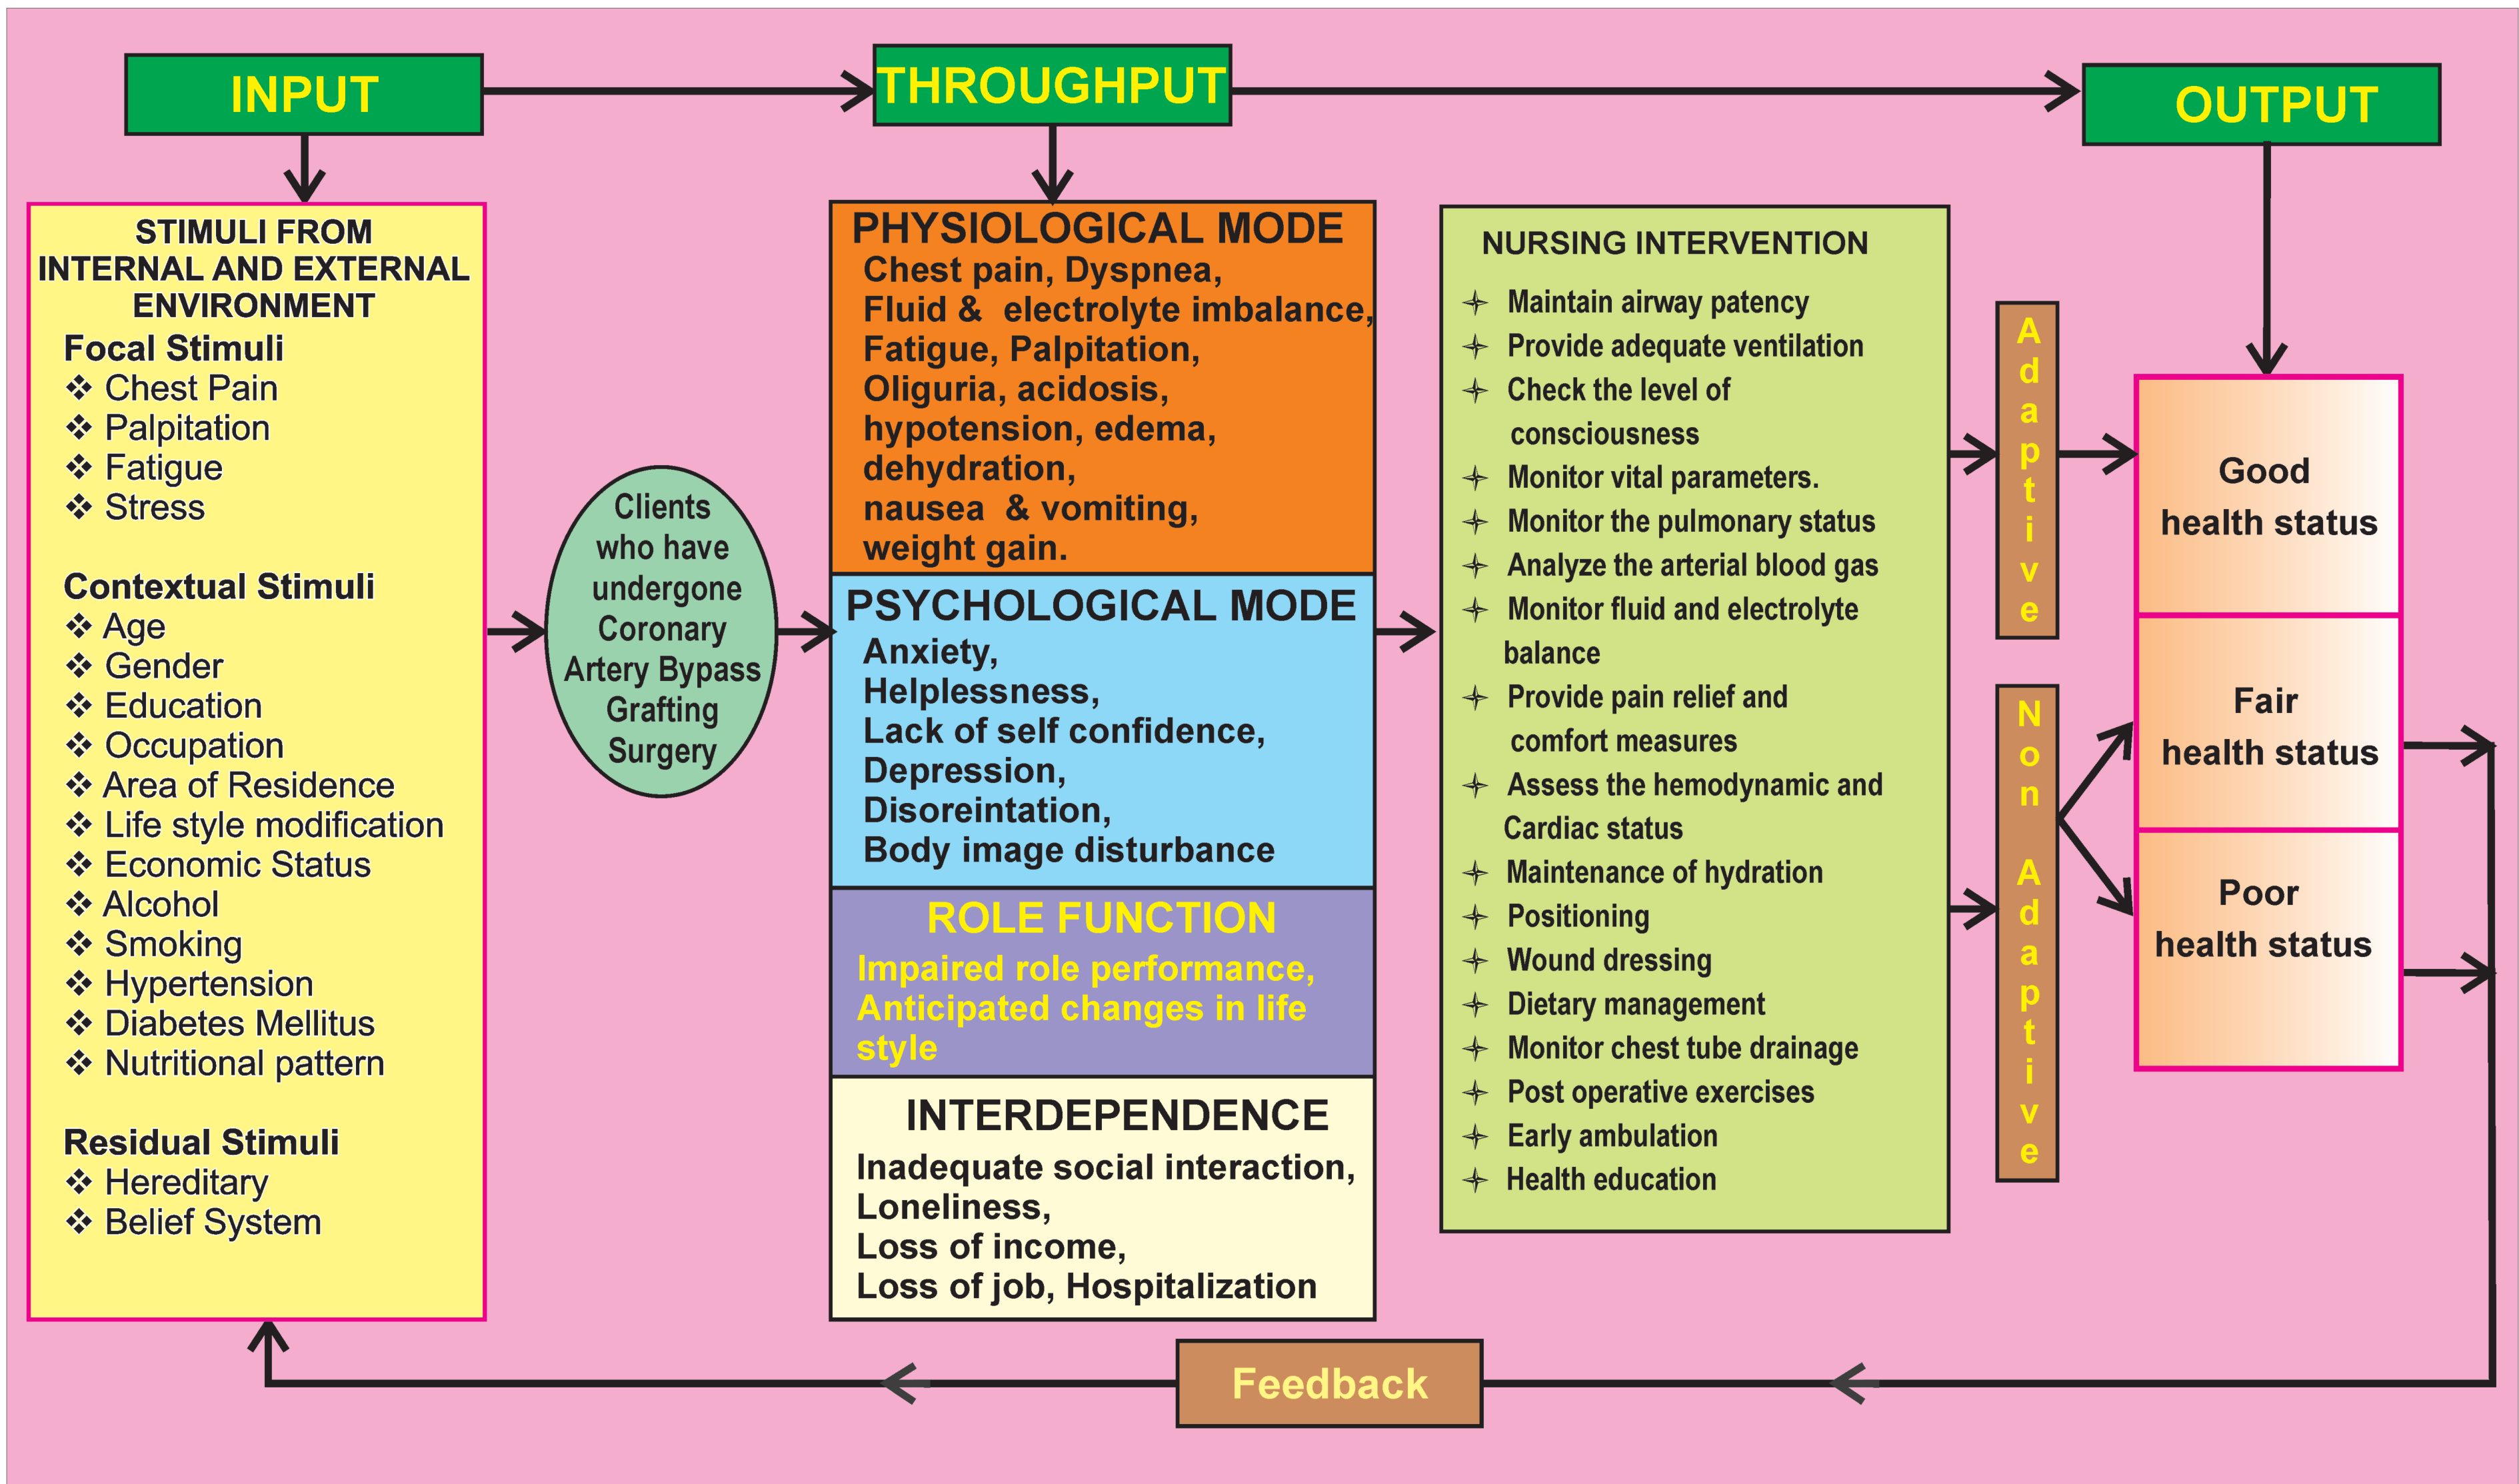 INPUT
THROUGHPUT
OUTPUT
STIMULI FROM
INTERNAL AND EXTERNAL
ENVIRONMENT
Focal Stimuli
❖ Chest Pain
❖ Palpitation
❖ Fatigue
❖ Stress
Contextual Stimuli
❖ Age
❖ Gender
❖ Education
❖ Occupation
❖ Area of Residence
❖ Life style modification
❖ Economic Status
❖ Alcohol
❖ Smoking
❖ Hypertension
❖ Diabetes Mellitus
❖ Nutritional pattern
Residual Stimuli
❖ Hereditary
❖ Belief System
Clients
who have
undergone
Coronary
Artery Bypass
Grafting
Surgery
PHYSIOLOGICAL MODE
Chest pain, Dyspnea,
Fluid & electrolyte imbalance,
Fatigue, Palpitation,
Oliguria, acidosis,
hypotension, edema,
dehydration,
nausea & vomiting,
weight gain.
PSYCHOLOGICAL MODE
Anxiety,
Helplessness,
Lack of self confidence,
Depression,
Disoreintation,
Body image disturbance
ROLE FUNCTION
Impaired role performance,
Anticipated changes in life
style
INTERDEPENDENCE
Inadequate social interaction,
Loneliness,
Loss of income,
Loss of job, Hospitalization
NURSING INTERVENTION
Maintain airway patency
Provide adequate ventilation
Check the level of
consciousness
Monitor vital parameters.
Monitor the pulmonary status
Analyze the arterial blood gas
Monitor fluid and electrolyte
balance
Provide pain relief and
comfort measures
Assess the hemodynamic and
Cardiac status
Maintenance of hydration
Positioning
Wound dressing
Dietary management
Monitor chest tube drainage
Post operative exercises
Early ambulation
Health education
Adaptive
Non Adaptive
Good
health status
Fair
health status
Poor
health status
Feedback